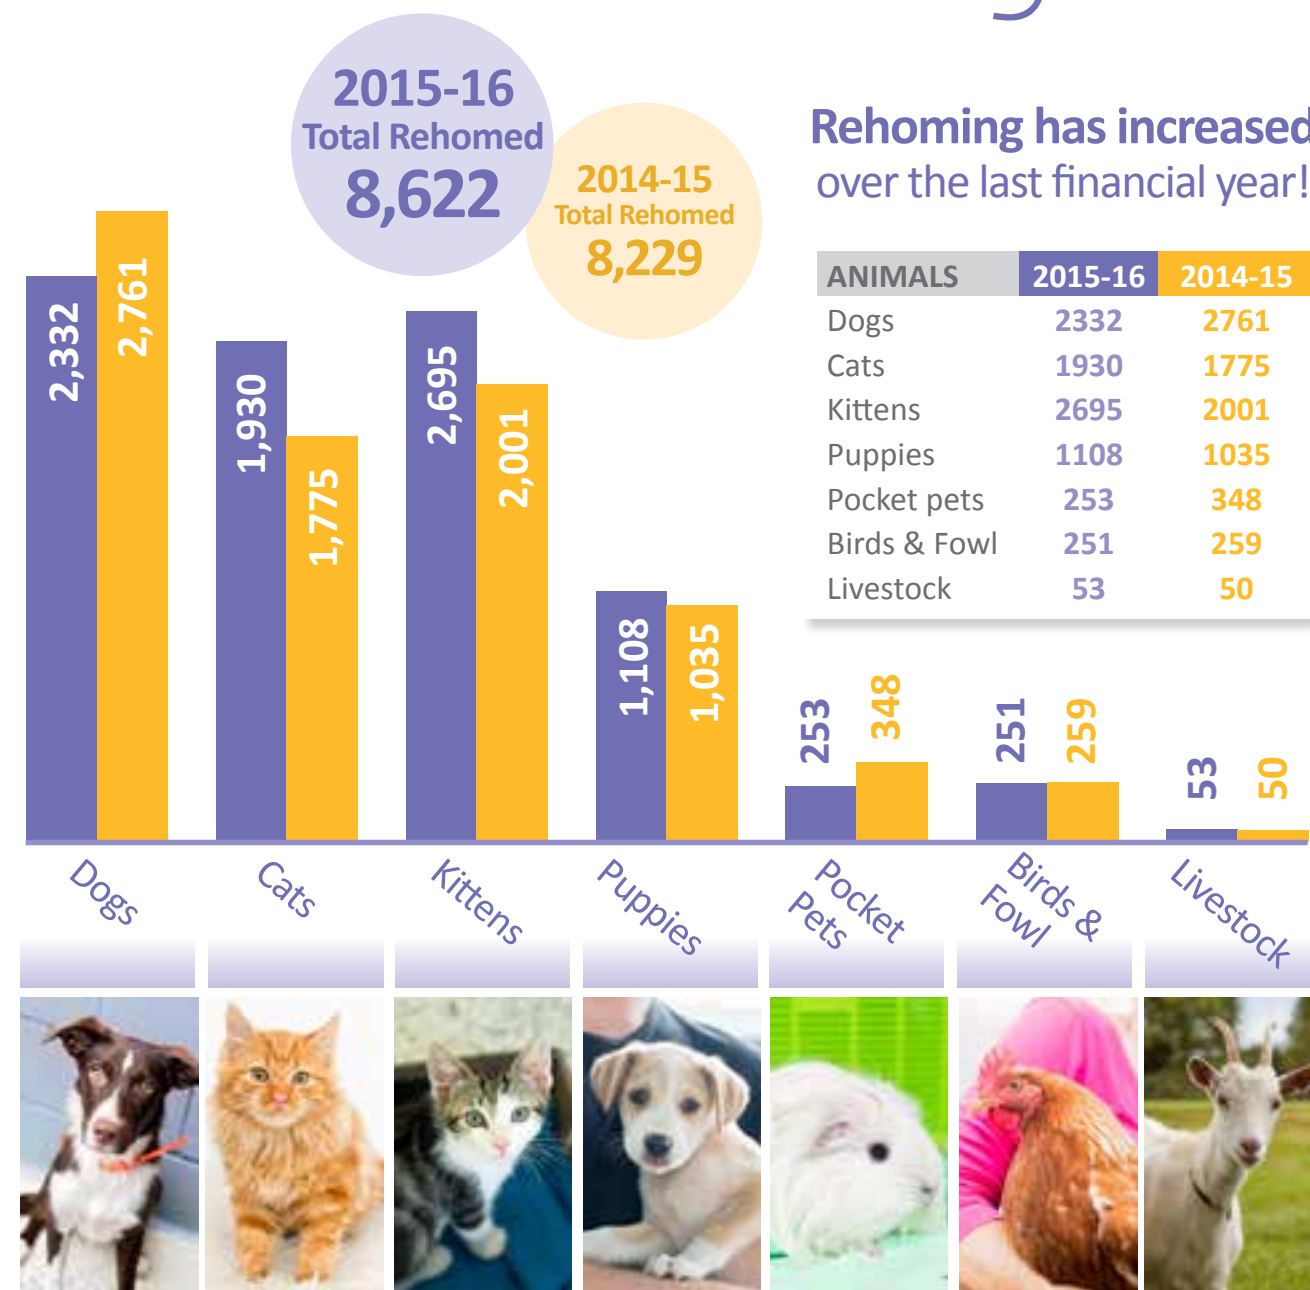 2015-16
Total Rehomed
8,622
2014-15
Total Rehomed
8,229
Rehoming has increased
over the last financial year!
ANIMALS 2015-16 2014-15
Dogs 2332 2761
Cats 1930 1775
Kittens 2695 2001
Puppies 1108 1035
Pocket pets 253 348
Birds & Fowl 251 259
Livestock 53 50
2,332
2,761
1,930
1,775
2,695
2,001
1,108
1,035
253
348
251
259
53
50
Dogs
Cats
Kittens
Puppies
Pocket
Pets
Birds &
Fowl
Livestock